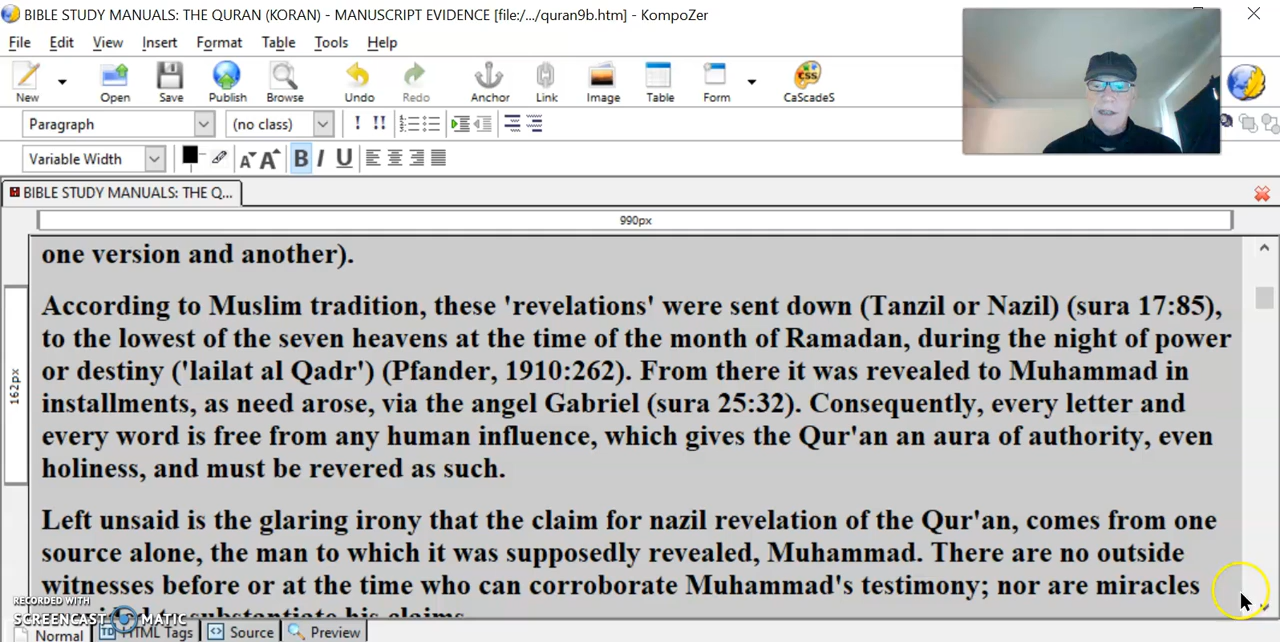 BIBLE STUDY MANUALS: THE QURAN (KORAN) - MANUSCRIPT EVIDENCE [file:/.../quran9b.htm] - KompoZer
File Edit View Insert Format Table Tools Help
New Open Save Publish Browse Undo Redo Anchor Link Image Table Form CaScadeS
Paragraph (no class) ! !!
Variable Width A A B I U
BIBLE STUDY MANUALS: THE Q...
990px
162px
one version and another).
According to Muslim tradition, these 'revelations' were sent down (Tanzil or Nazil) (sura 17:85),
to the lowest of the seven heavens at the time of the month of Ramadan, during the night of power
or destiny ('lailat al Qadr') (Pfander, 1910:262). From there it was revealed to Muhammad in
installments, as need arose, via the angel Gabriel (sura 25:32). Consequently, every letter and
every word is free from any human influence, which gives the Qur'an an aura of authority, even
holiness, and must be revered as such.
Left unsaid is the glaring irony that the claim for nazil revelation of the Qur'an, comes from one
source alone, the man to which it was supposedly revealed, Muhammad. There are no outside
witnesses before or at the time who can corroborate Muhammad's testimony; nor are miracles
to substantiate his claims
RECORDED WITH
SCREENCAST MATIC
Normal HTML Tags Source Preview